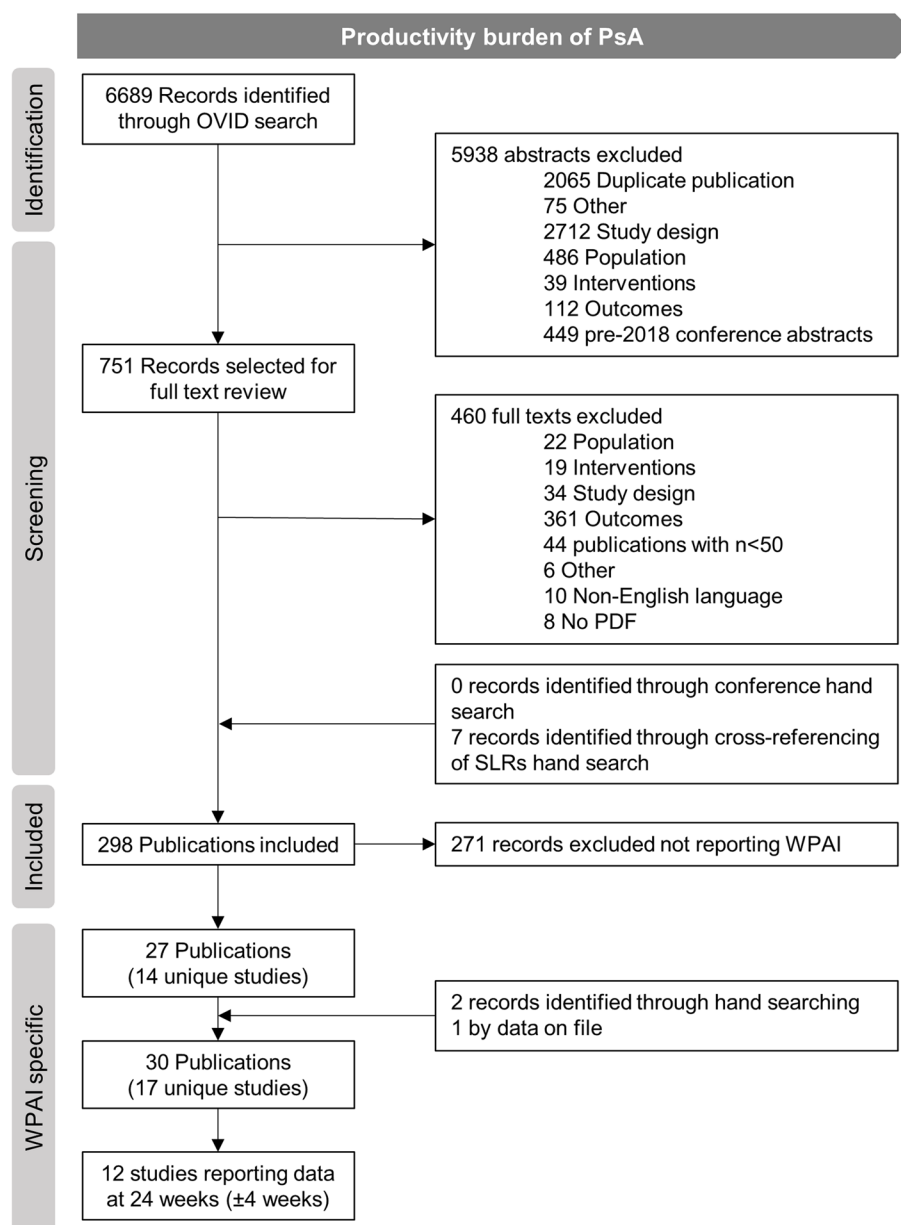 Productivity burden of PsA
Identification
6689 Records identified
through OVID search
5938 abstracts excluded
2065 Duplicate publication
75 Other
2712 Study design
486 Population
39 Interventions
112 Outcomes
449 pre-2018 conference abstracts
Screening
751 Records selected for
full text review
460 full texts excluded
22 Population
19 Interventions
34 Study design
361 Outcomes
44 publications with n<50
6 Other
10 Non-English language
8 No PDF
0 records identified through conference hand
search
7 records identified through cross-referencing
of SLRs hand search
Included
298 Publications included
271 records excluded not reporting WPAI
WPAI specific
27 Publications
(14 unique studies)
2 records identified through hand searching
1 by data on file
30 Publications
(17 unique studies)
12 studies reporting data
at 24 weeks (±4 weeks)